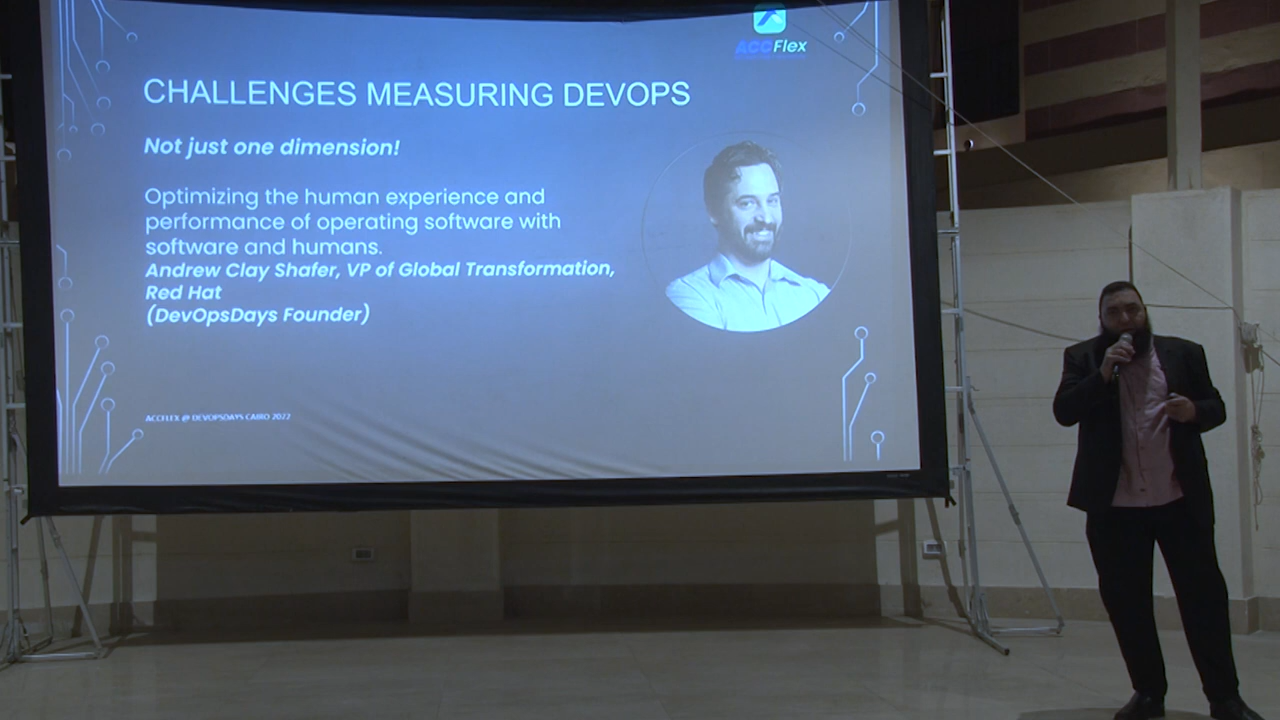 ACCFlex
CHALLENGES MEASURING DEVOPS
Not just one dimension!
Optimizing the human experience and
performance of operating software with
software and humans.
Andrew Clay Shafer, VP of Global Transformation,
Red Hat
(DevOpsDays Founder)
ACCFLEX @ DEVOPSDAYS CAIRO 2022